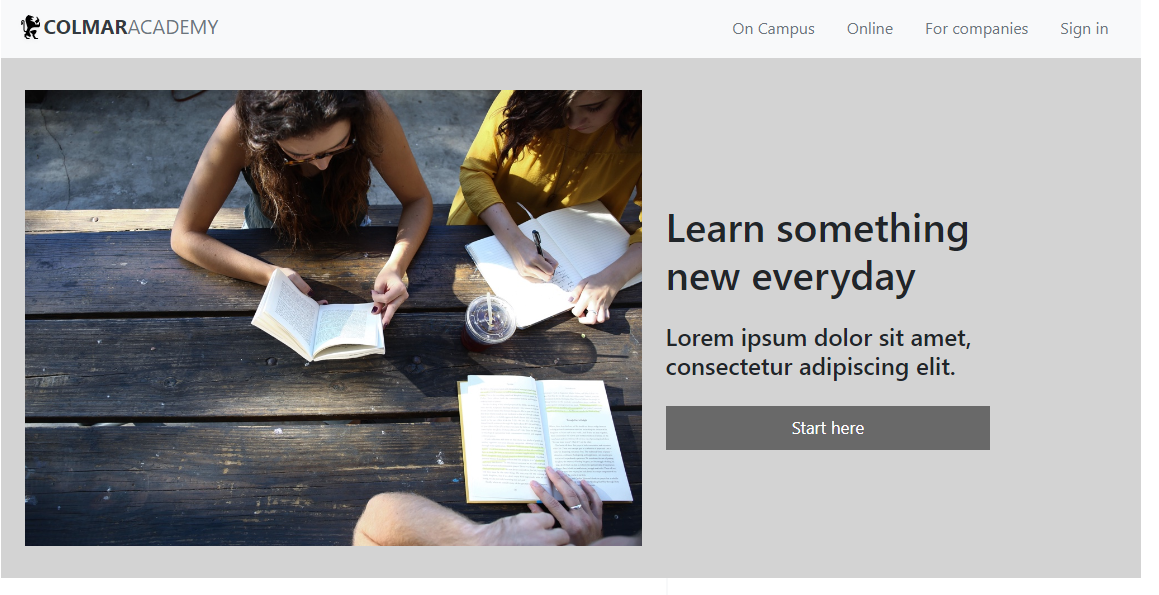 COLMARACADEMY
On Campus
Online
For companies
Sign in
Learn something
new everyday
Lorem ipsum dolor sit amet,
consectetur adipiscing elit.
Start here